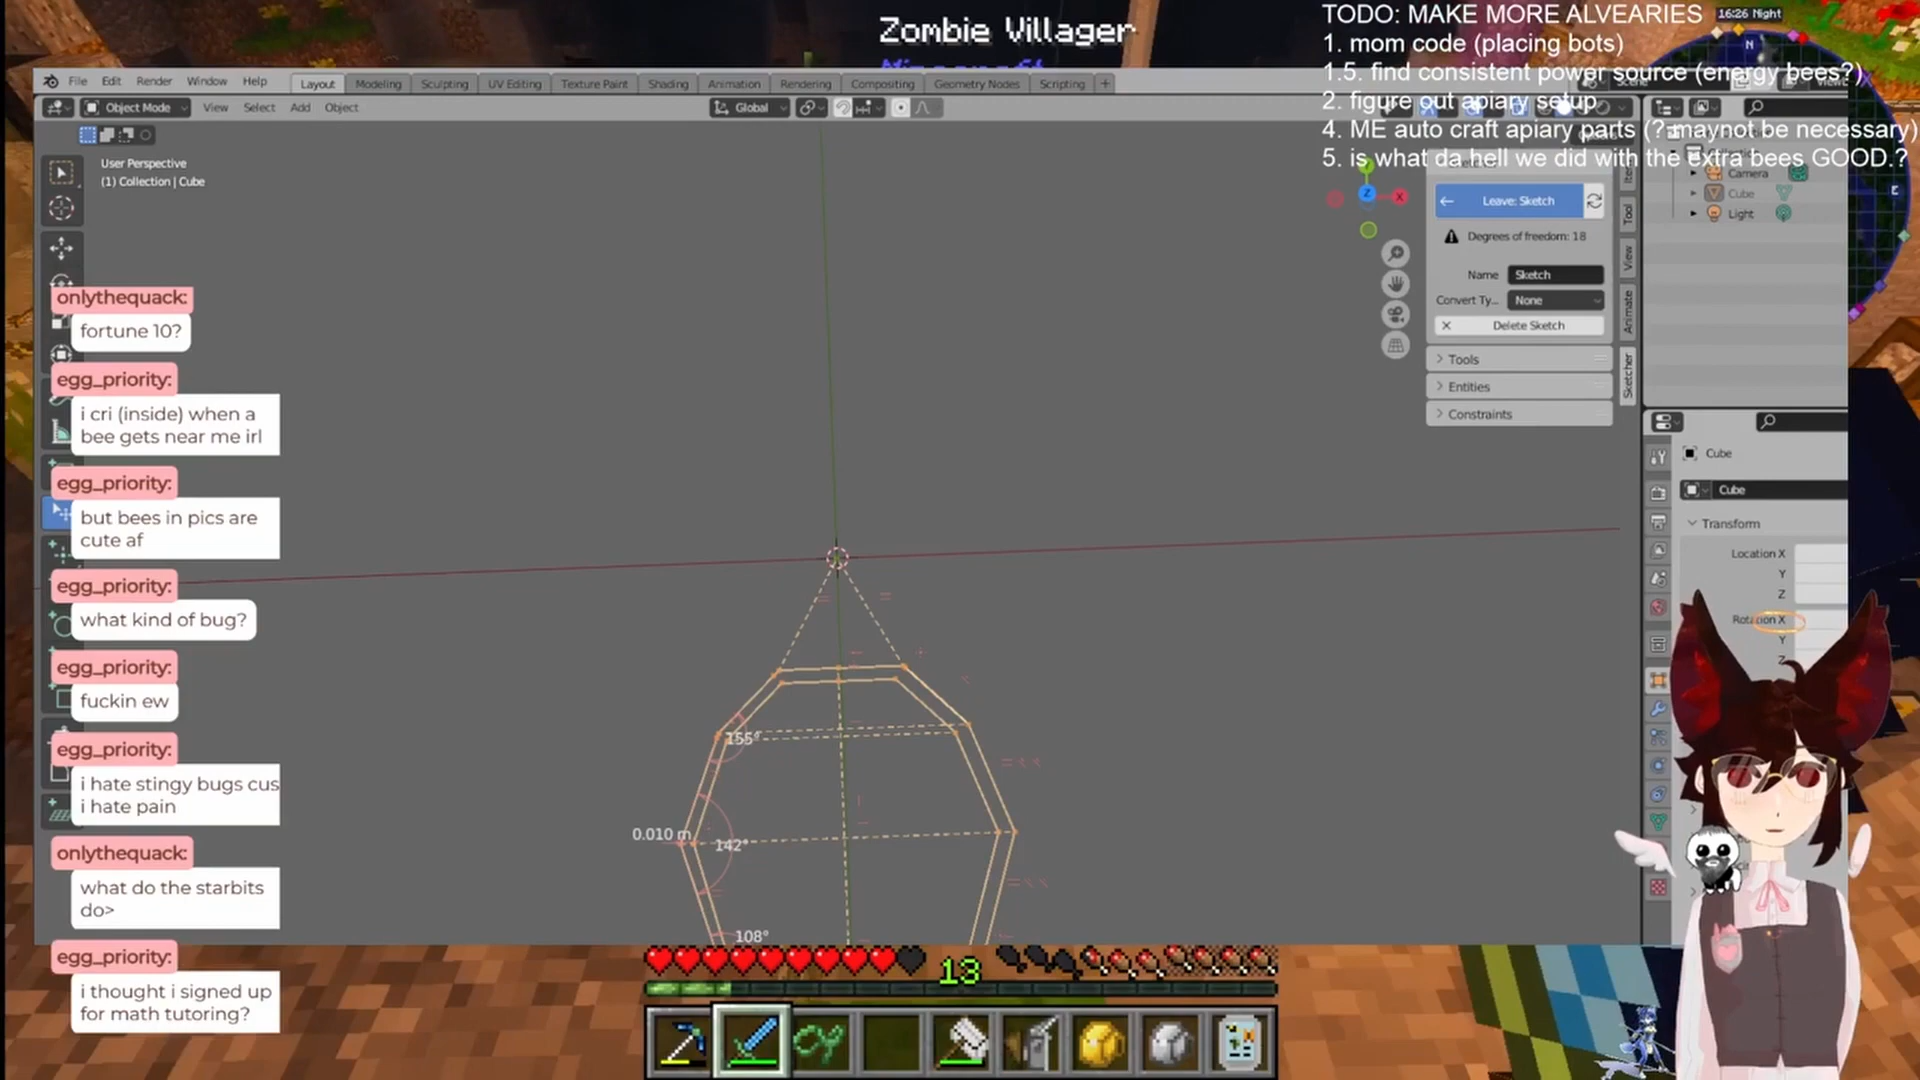 Zombie Villager
Minecraft
TODO: MAKE MORE ALVEARIES
1. mom code (placing bots)
1.5. find consistent power source (energy bees?)
2. figure out apiary setup
4. ME auto craft apiary parts (? maynot be necessary)
5. is what da hell we did with the extra bees GOOD.?
16:26 Night
N
E
File Edit Render Window Help Layout Modeling Sculpting UV Editing Texture Paint Shading Animation Rendering Compositing Geometry Nodes Scripting +
Scene
Object Mode View Select Add Object Global
User Perspective
(1) Collection | Cube
Z X
Leave: Sketch
Degrees of freedom: 18
Name Sketch
Convert Ty... None
Delete Sketch
Tools
Entities
Constraints
Tool
View
Animate
Sketcher
Camera
Cube
Light
Cube
Cube
Transform
Location X
Y
Z
Rotation X
Y
onlythequack:
fortune 10?
egg_priority:
i cri (inside) when a
bee gets near me irl
egg_priority:
but bees in pics are
cute af
egg_priority:
what kind of bug?
egg_priority:
fuckin ew
egg_priority:
i hate stingy bugs cus
i hate pain
onlythequack:
what do the starbits
do>
egg_priority:
i thought i signed up
for math tutoring?
155°
0.010 m
142°
108°
13